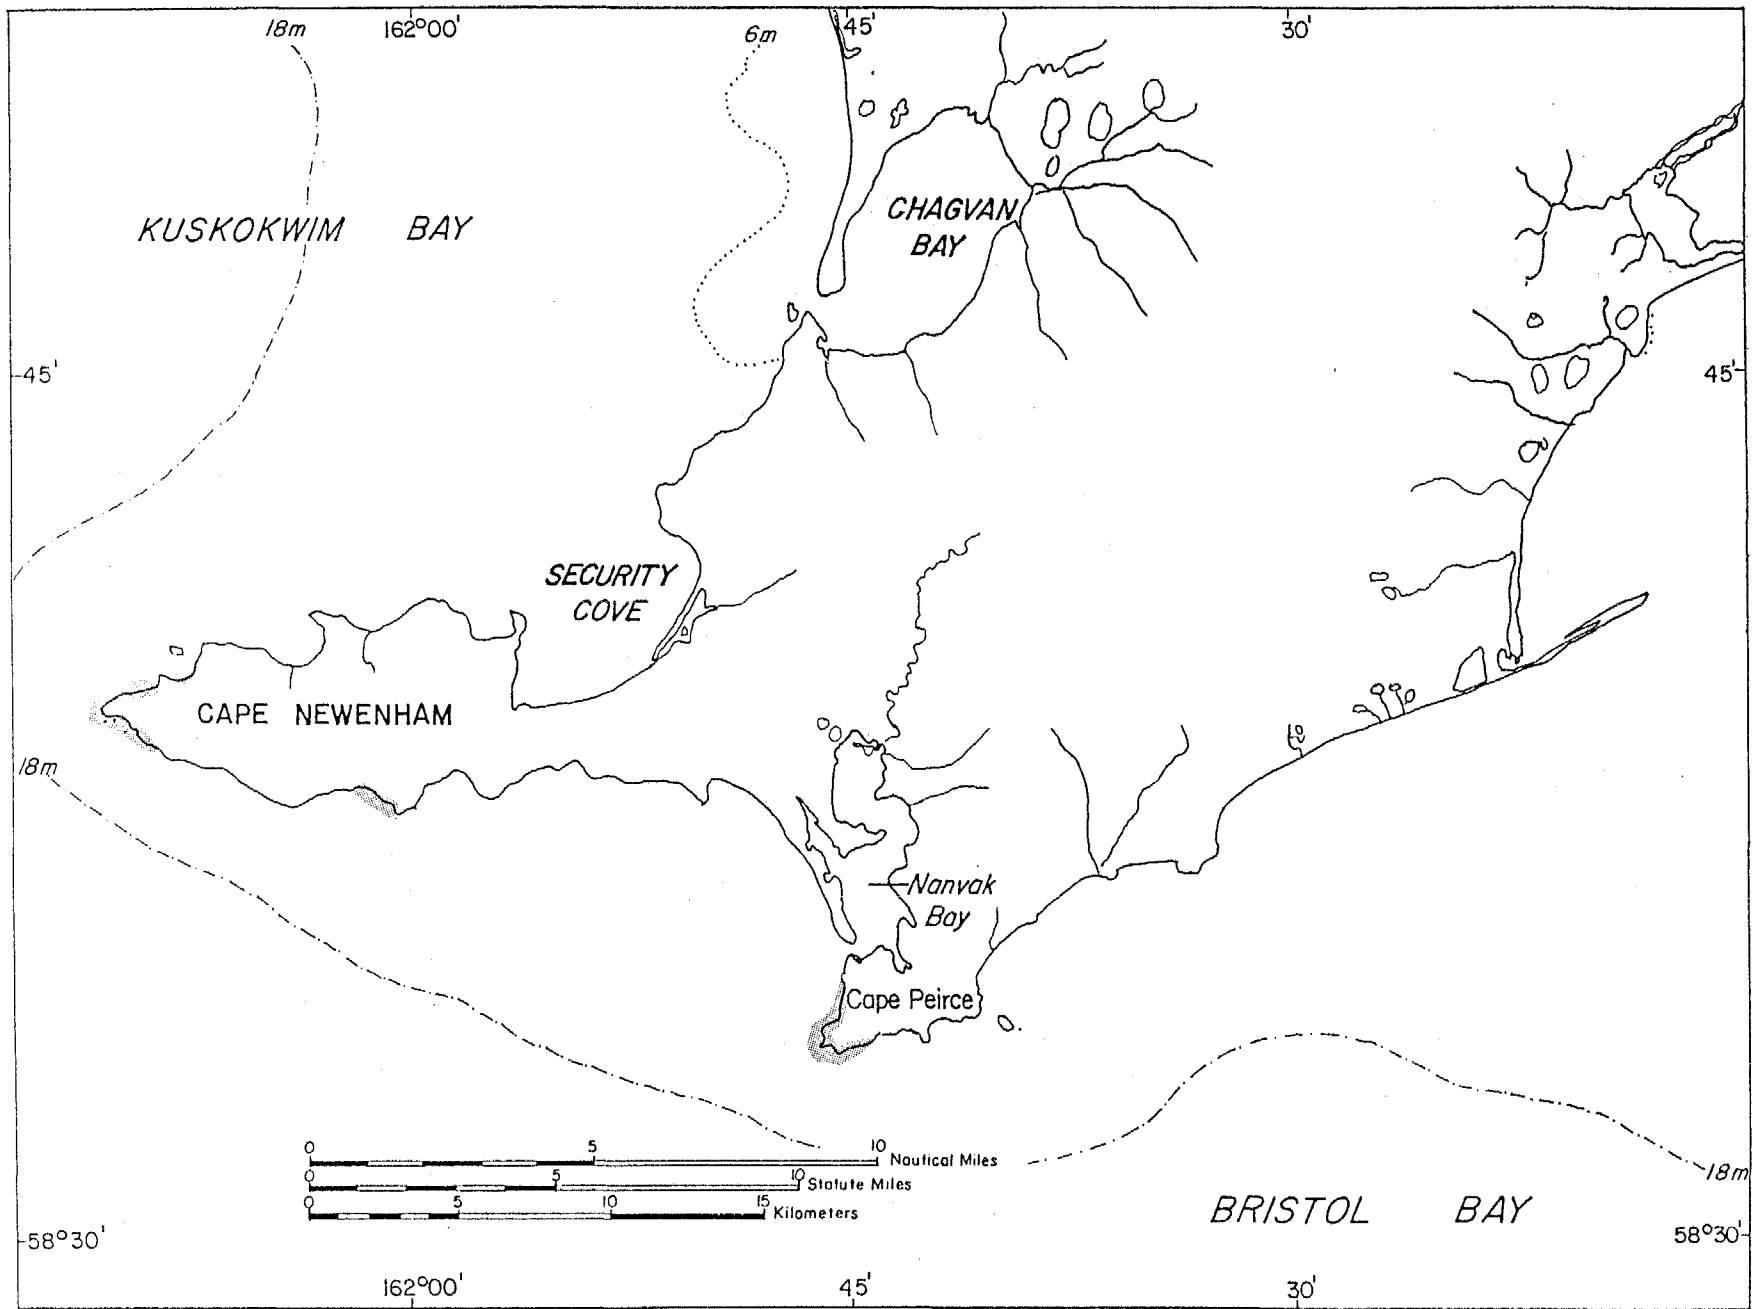 18m
162°00'
6m
45'
30'
KUSKOKWIM BAY
CHAGVAN
BAY
45'
45'
SECURITY
COVE
CAPE NEWENHAM
18m
Nanvak
Bay
Cape Peirce
0 5 10
Nautical Miles
0 5 10
Statute Miles
0 5 10 15
Kilometers
18m
BRISTOL BAY
58°30'
58°30'
162°00'
45'
30'